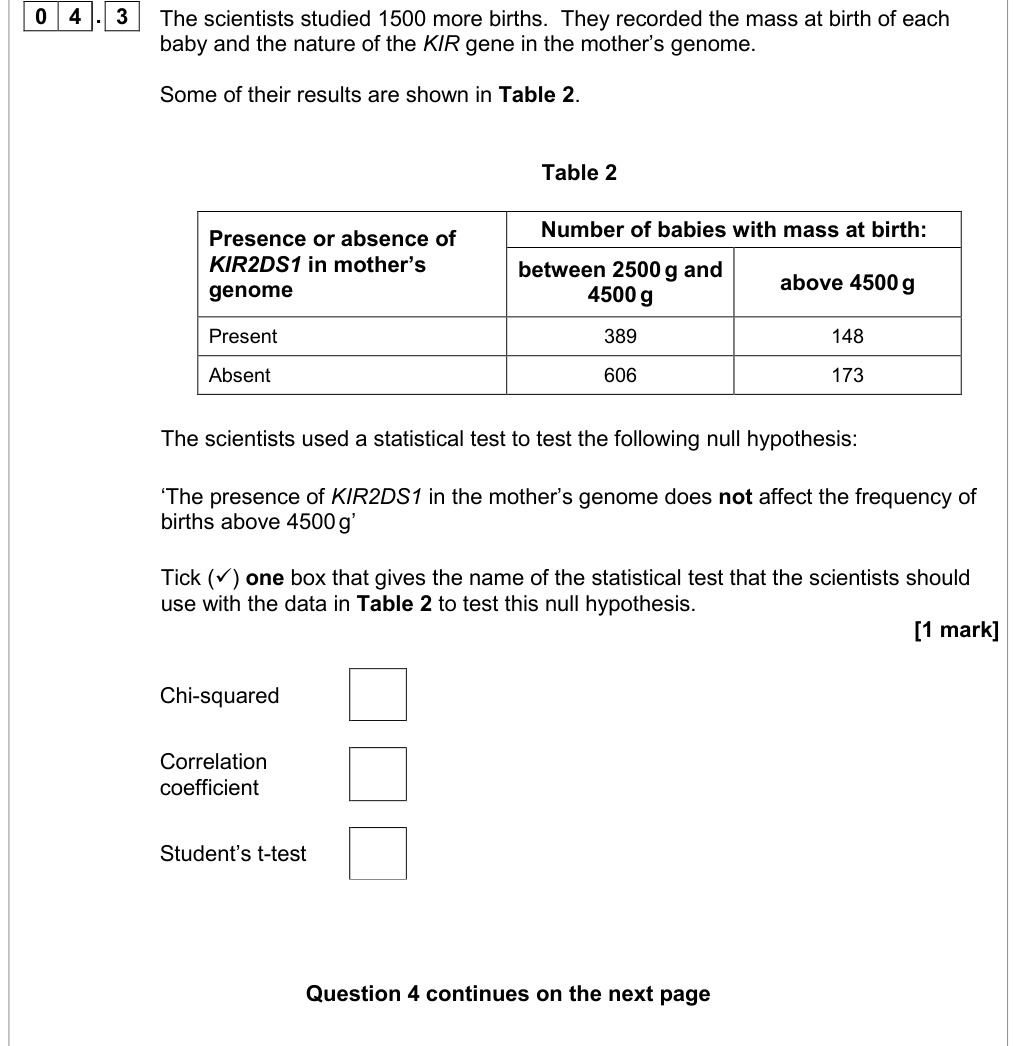 0 4 . 3 The scientists studied 1500 more births. They recorded the mass at birth of each
baby and the nature of the KIR gene in the mother's genome.
Some of their results are shown in Table 2.
Table 2
Presence or absence of
KIR2DS1 in mother's
genome
Number of babies with mass at birth:
between 2500 g and
4500 g
above 4500 g
Present 389 148
Absent 606 173
The scientists used a statistical test to test the following null hypothesis:
‘The presence of KIR2DS1 in the mother's genome does not affect the frequency of
births above 4500 g’
Tick (✓) one box that gives the name of the statistical test that the scientists should
use with the data in Table 2 to test this null hypothesis.
[1 mark]
Chi-squared
Correlation
coefficient
Student's t-test
Question 4 continues on the next page